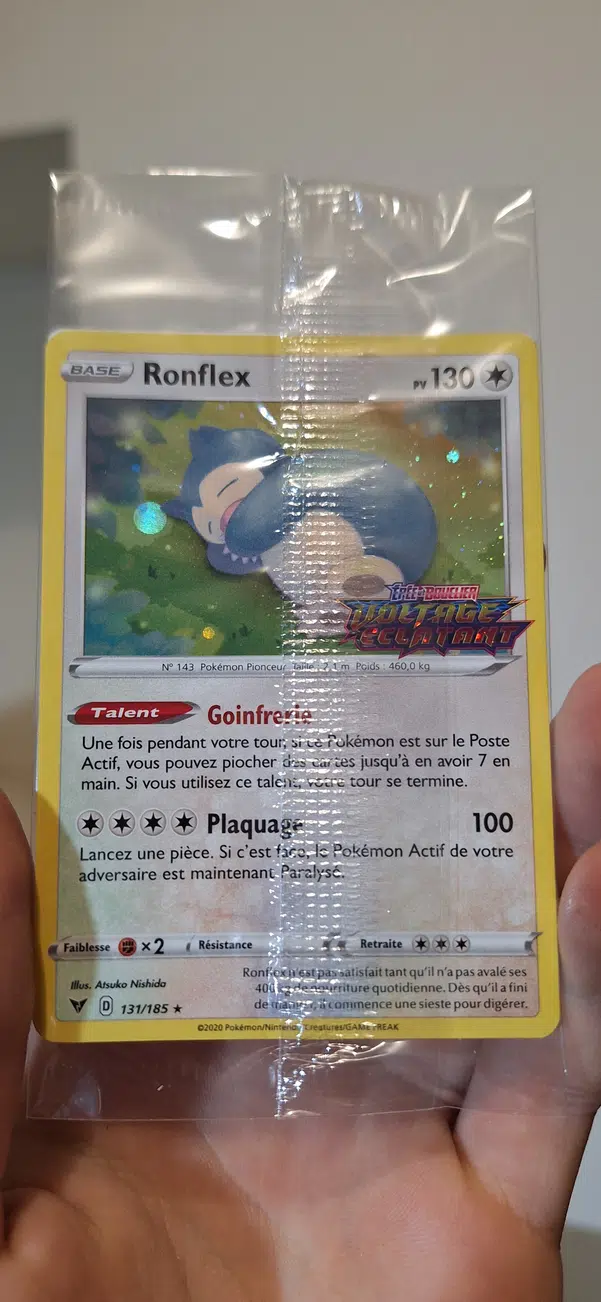 BASE Ronflex PV 130
ÉPÉE ET BOUCLIER
VOLTAGE
ÉCLATANT
N° 143 Pokémon Pionceur Taille : 2,1 m Poids : 460,0 kg
Talent Goinfrerie
Une fois pendant votre tour, si ce Pokémon est sur le Poste
Actif, vous pouvez piocher des cartes jusqu'à en avoir 7 en
main. Si vous utilisez ce talent, votre tour se termine.
Plaquage 100
Lancez une pièce. Si c'est face, le Pokémon Actif de votre
adversaire est maintenant Paralysé.
Faiblesse ×2 Résistance Retraite
Ronflex n'est pas satisfait tant qu'il n'a pas avalé ses
400 kg de nourriture quotidienne. Dès qu'il a fini
de manger, il commence une sieste pour digérer.
Illus. Atsuko Nishida
D 131/185 ★
©2020 Pokémon/Nintendo/Creatures/GAME FREAK